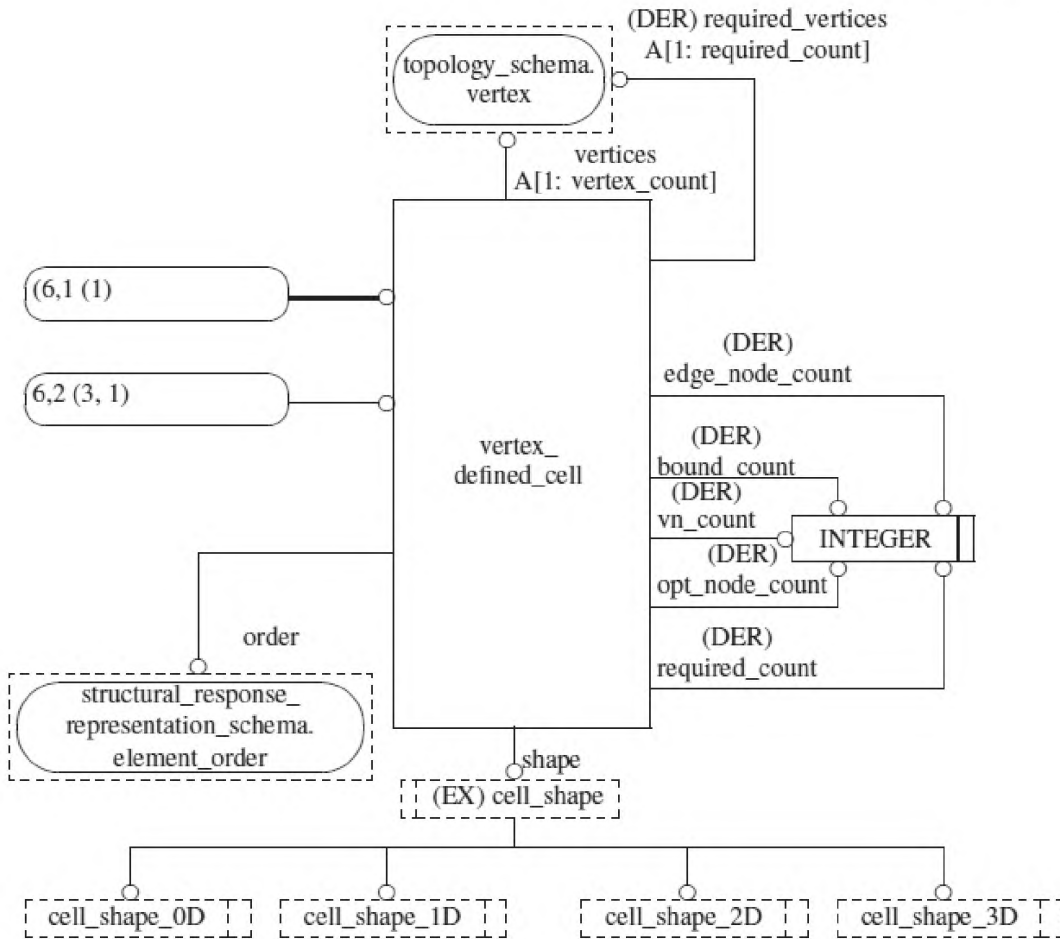 (DER) required_vertices
A[1: required_count]
topology_schema.
vertex
vertices
A[1: vertex_count]
(6,1 (1)
6,2 (3, 1)
(DER)
edge_node_count
vertex_
defined_cell
(DER)
bound_count
(DER)
vn_count
INTEGER
(DER)
opt_node_count
order
(DER)
required_count
structural_response_
representation_schema.
element_order
shape
(EX) cell_shape
cell_shape_0D
cell_shape_1D
cell_shape_2D
cell_shape_3D